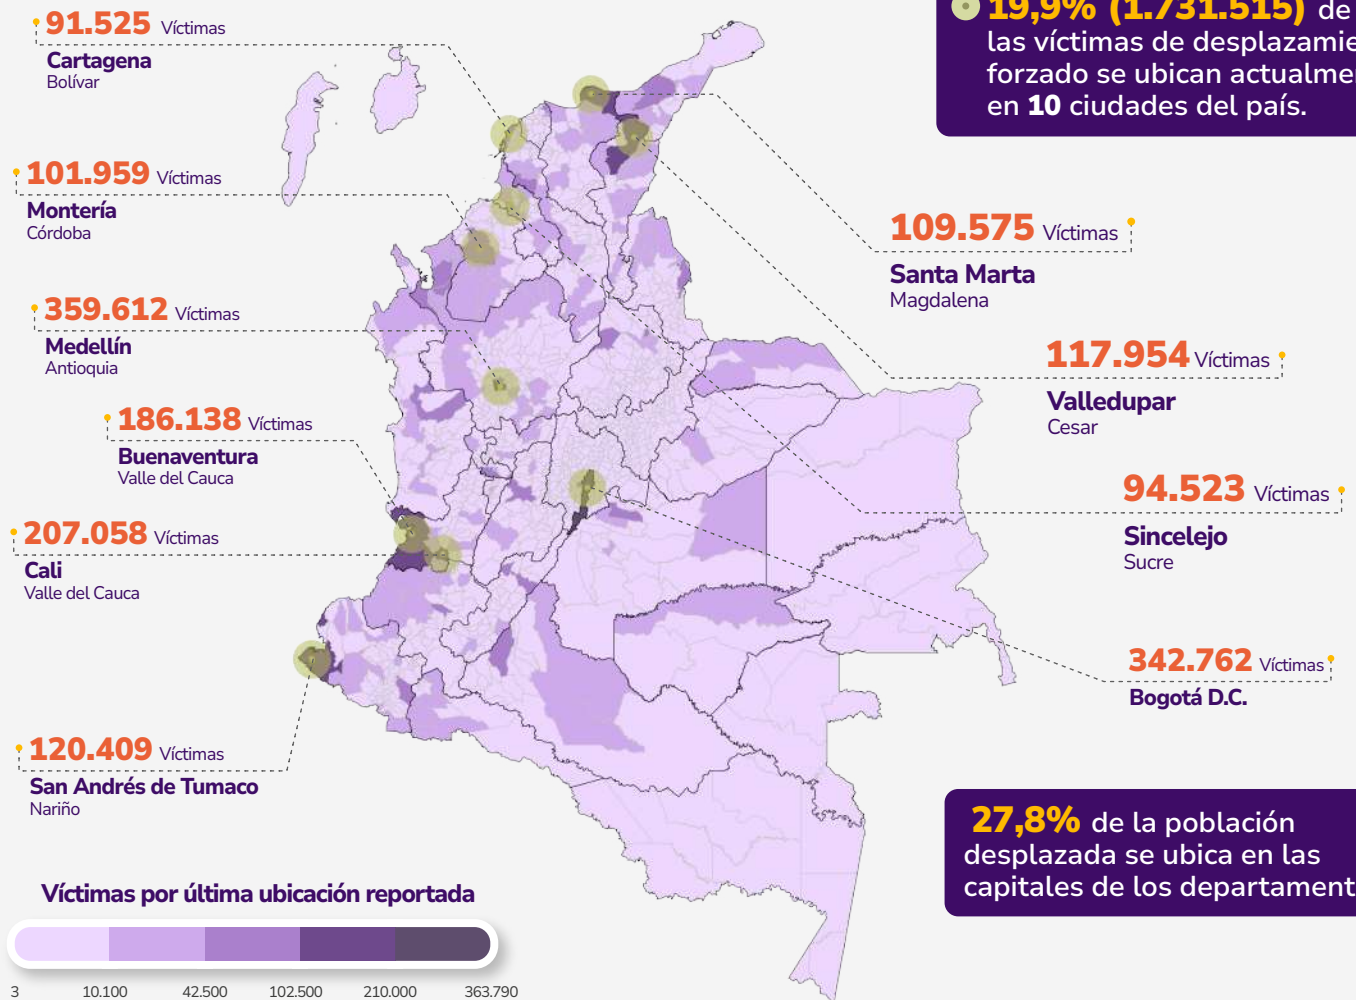 91.525 Víctimas
Cartagena
Bolívar
101.959 Víctimas
Montería
Córdoba
359.612 Víctimas
Medellín
Antioquia
186.138 Víctimas
Buenaventura
Valle del Cauca
207.058 Víctimas
Cali
Valle del Cauca
120.409 Víctimas
San Andrés de Tumaco
Nariño
19,9% (1.731.515) de
las víctimas de desplazamie
forzado se ubican actualme
en 10 ciudades del país.
109.575 Víctimas
Santa Marta
Magdalena
117.954 Víctimas
Valledupar
Cesar
94.523 Víctimas
Sincelejo
Sucre
342.762 Víctimas
Bogotá D.C.
27,8% de la población
desplazada se ubica en las
capitales de los departament
Víctimas por última ubicación reportada
3 10.100 42.500 102.500 210.000 363.790